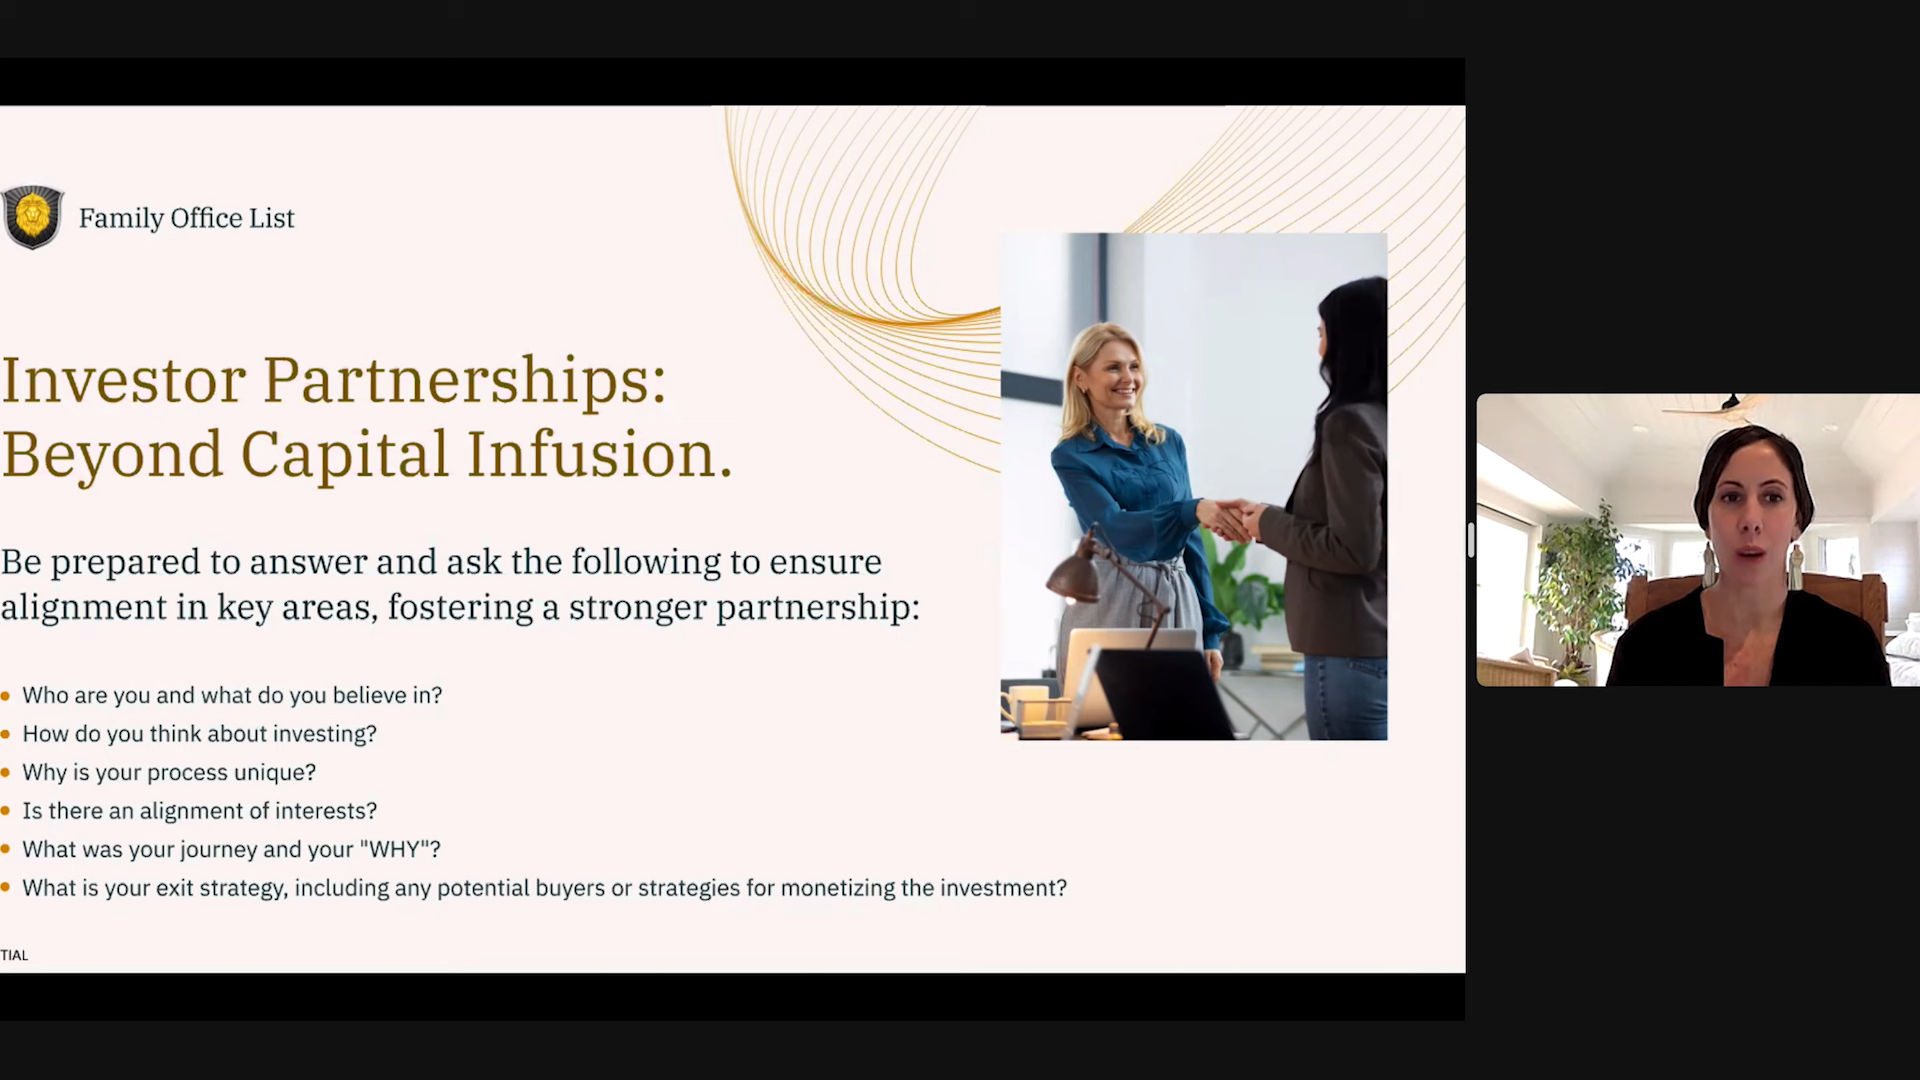 Family Office List
Investor Partnerships:
Beyond Capital Infusion.
Be prepared to answer and ask the following to ensure
alignment in key areas, fostering a stronger partnership:
Who are you and what do you believe in?
How do you think about investing?
Why is your process unique?
Is there an alignment of interests?
What was your journey and your "WHY"?
What is your exit strategy, including any potential buyers or strategies for monetizing the investment?
TIAL